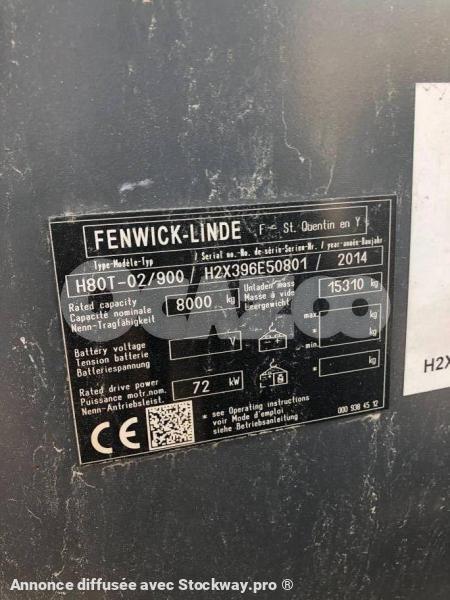 FENWICK-LINDE F - St. Quentin en Y
Type-Modèle-Typ / Serial no.-No. de-série-Serien-Nr. / year-année-Baujahr
H80T-02/900 / H2X396E50801 / 2014
Rated capacity
Capacité nominale
Nenn-Tragfähigkeit
8000 kg
Unladen mass
Masse à vide
Leergewicht
15310 kg
max.
* kg
Battery voltage
Tension batterie
Batteriespannung
V
min.
*
* kg
Rated drive power
Puissance motr.nom.
Nenn-Antriebsleist.
72 kW
CE
* see Operating instructions
voir Mode d'emploi
siehe Betriebsanleitung
000 938 45 12
H2X
Annonce diffusée avec Stockway.pro ®